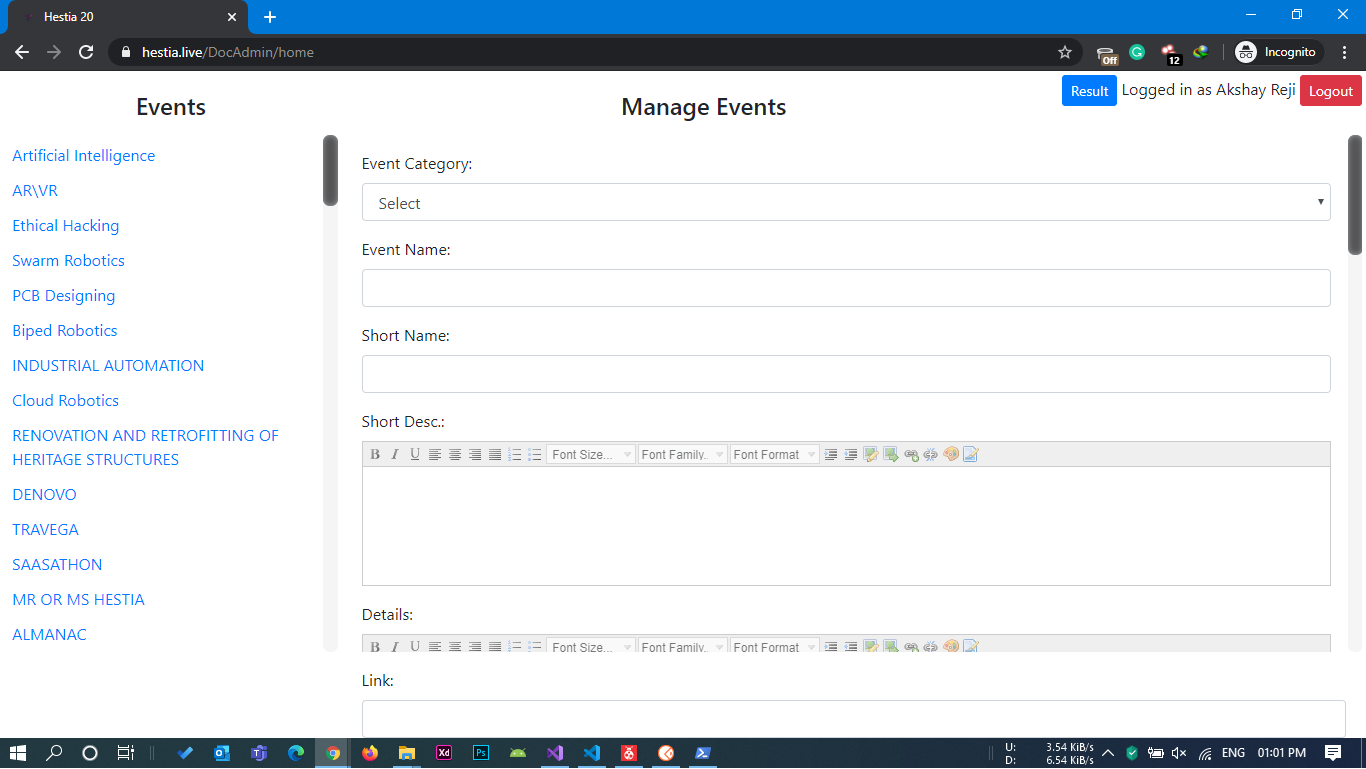 Hestia 20
hestia.live/DocAdmin/home
Off
12
Incognito
Result Logged in as Akshay Reji Logout
Events
Manage Events
Artificial Intelligence
AR\VR
Ethical Hacking
Swarm Robotics
PCB Designing
Biped Robotics
INDUSTRIAL AUTOMATION
Cloud Robotics
RENOVATION AND RETROFITTING OF
HERITAGE STRUCTURES
DENOVO
TRAVEGA
SAASATHON
MR OR MS HESTIA
ALMANAC
Event Category:
Select
Event Name:
Short Name:
Short Desc.:
B I U Font Size... Font Family. Font Format
Details:
B I U Font Size... Font Family. Font Format
Link:
Xd Ps
U: 3.54 KiB/s
D: 6.54 KiB/s
ENG 01:01 PM